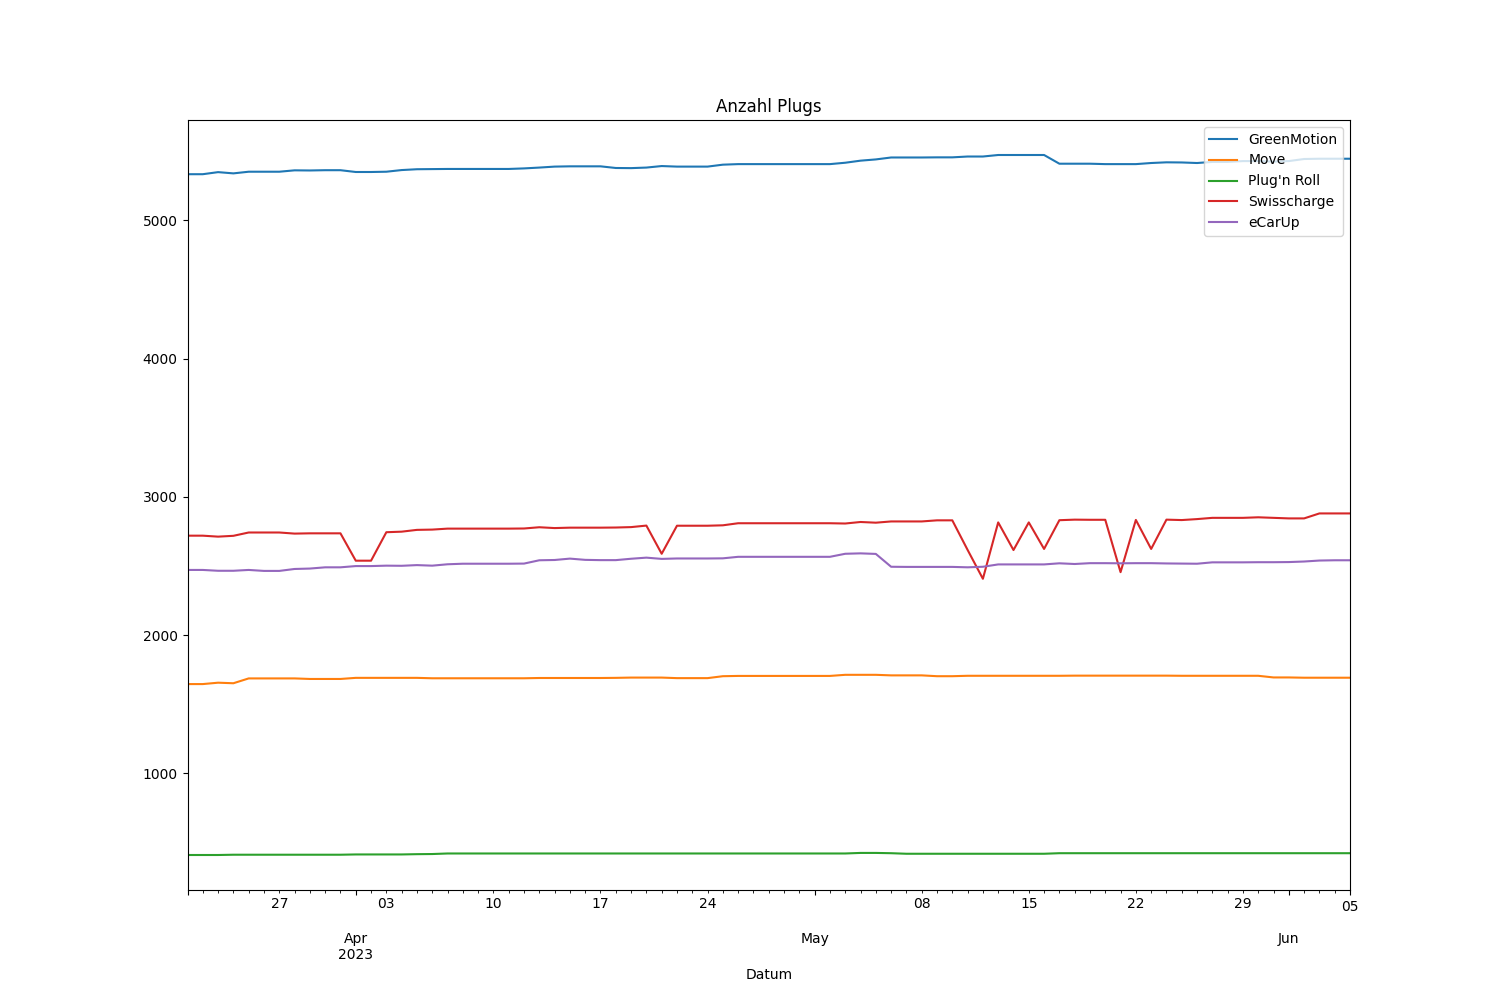 Anzahl Plugs
GreenMotion
Move
Plug'n Roll
Swisscharge
eCarUp
5000
4000
3000
2000
1000
27 03 10 17 24 08 15 22 29 05
Apr May Jun
2023
Datum